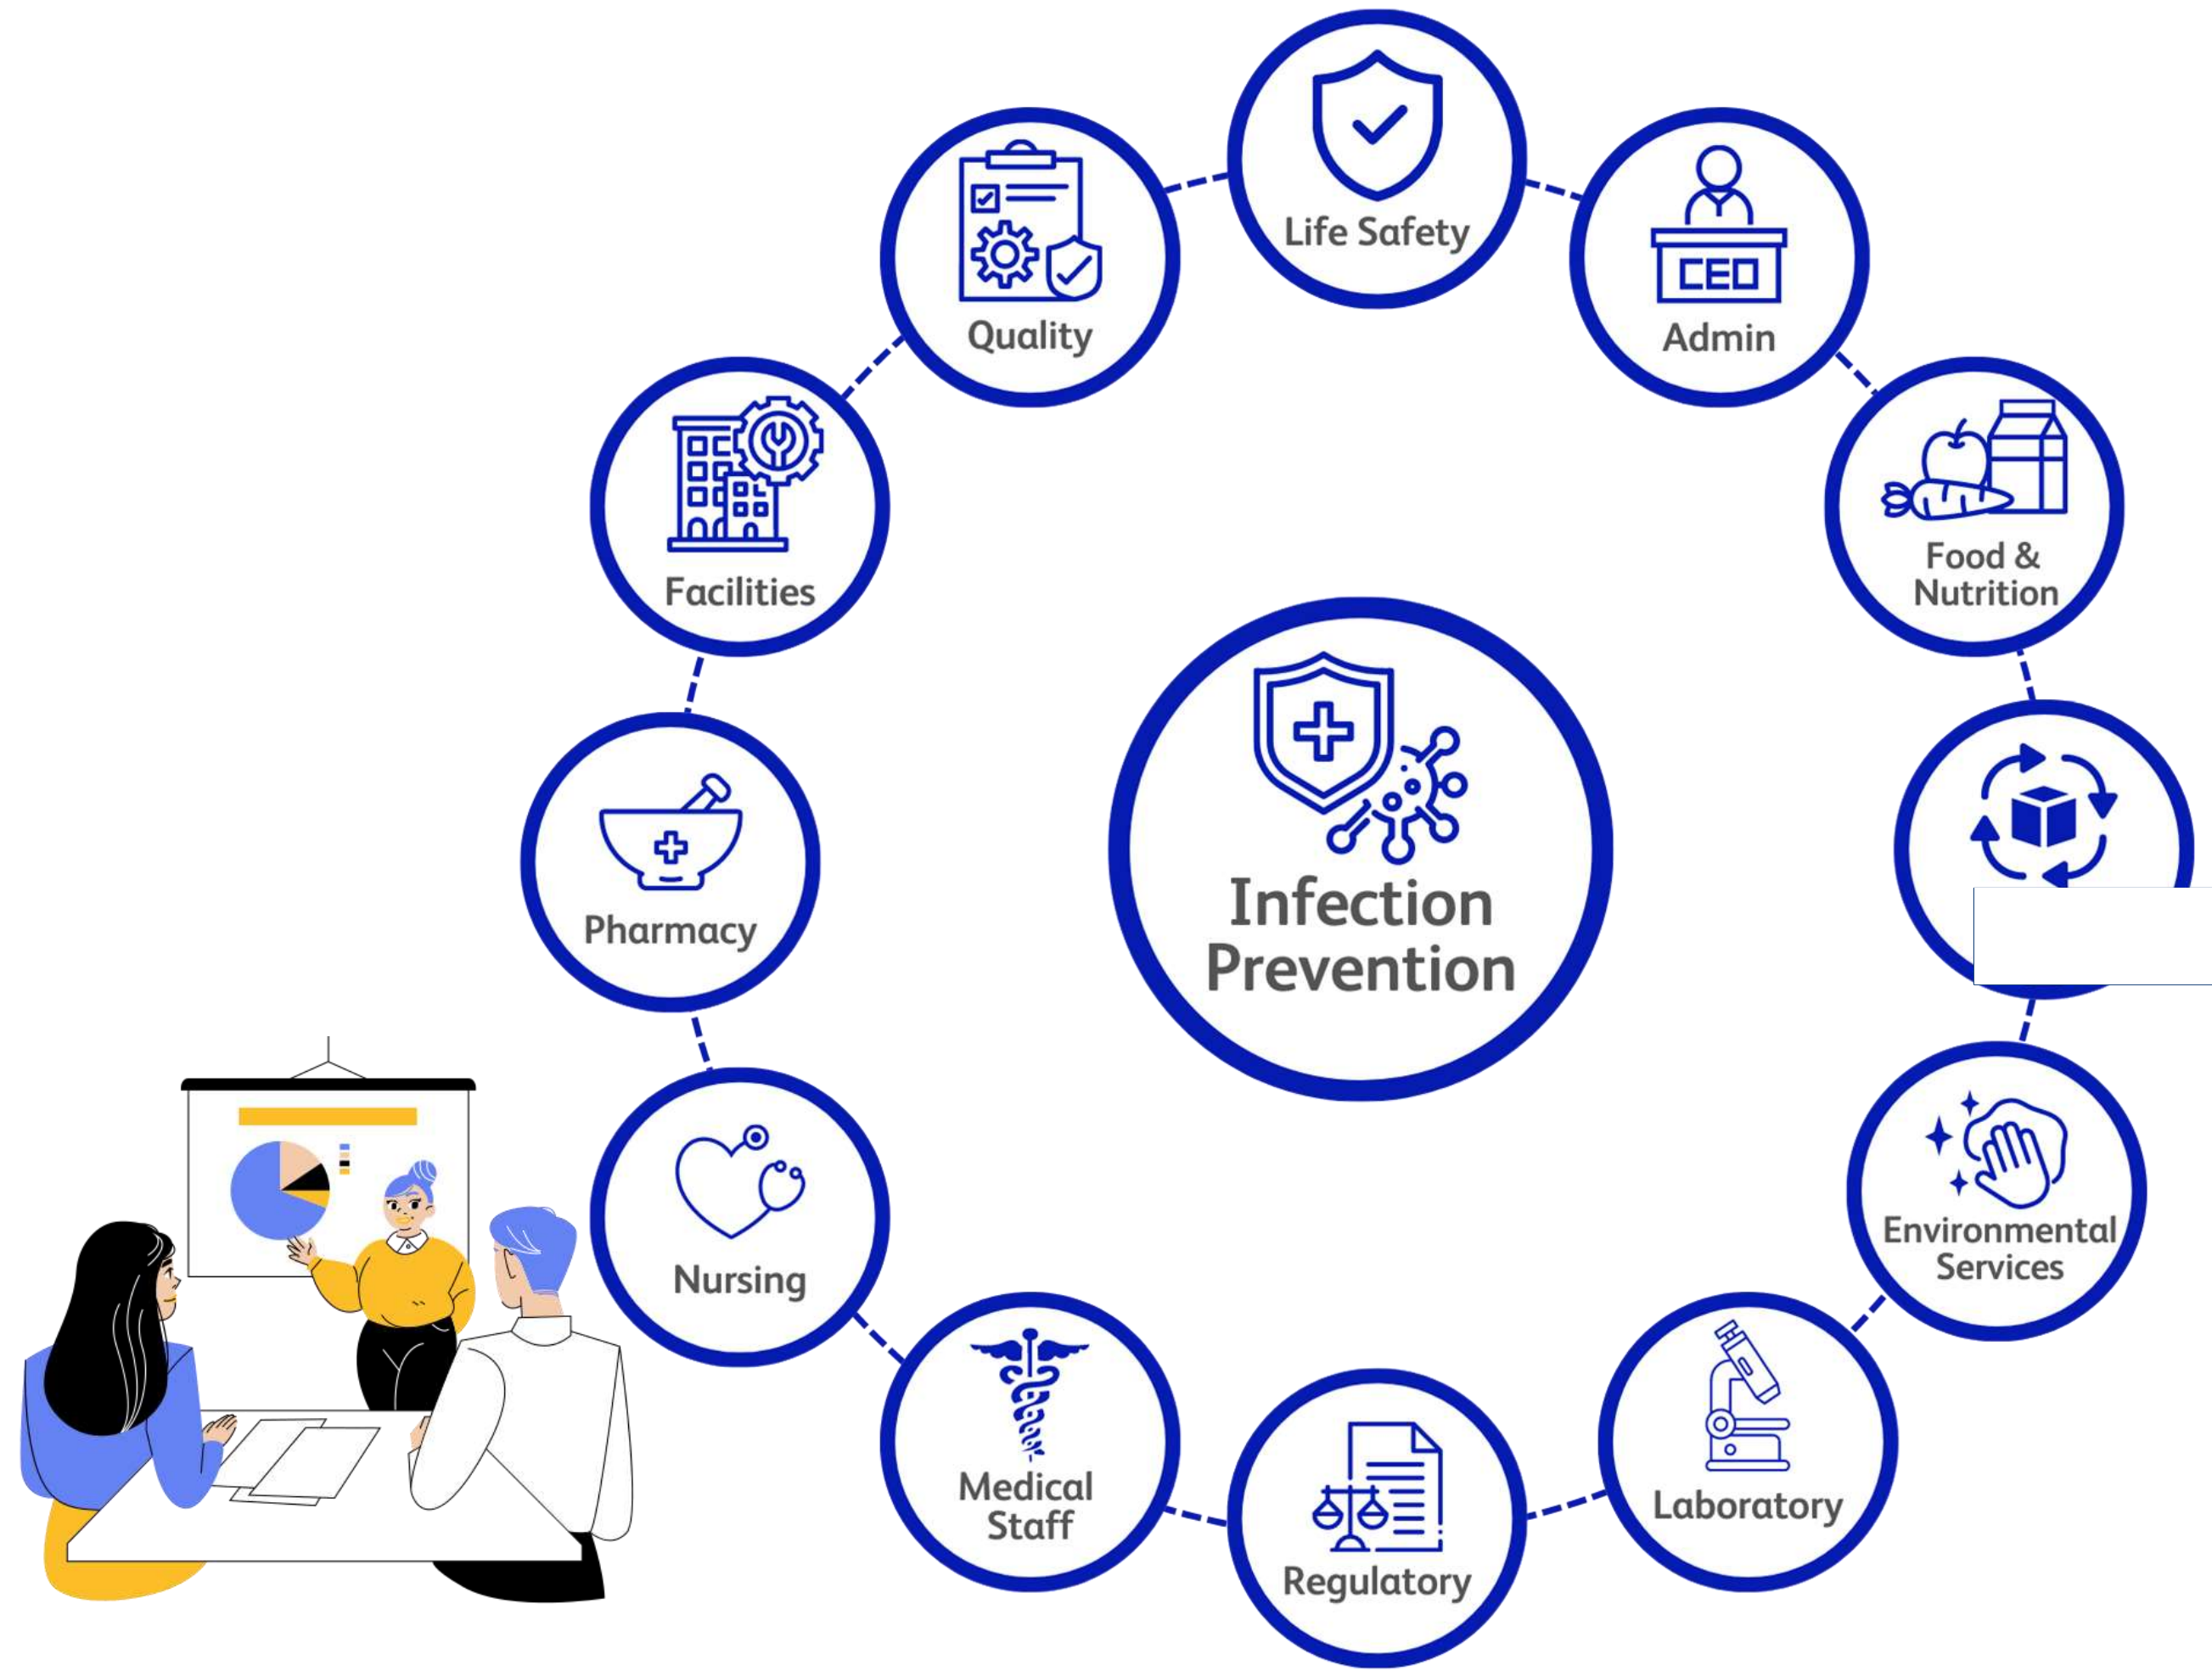 Life Safety
Quality
CEO
Admin
Facilities
Food &
Nutrition
Infection
Prevention
Pharmacy
Environmental
Services
Nursing
Medical
Staff
Laboratory
Regulatory